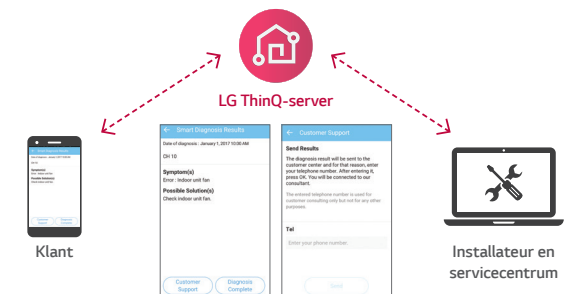 LG ThinQ-server
Smart Diagnosis Results
Date of diagnosis : January 1, 2017 10:00 AM
CH 10
Symptom(s)
Error : Indoor unit fan
Possible Solution(s)
Check indoor unit fan.
Customer Support
Diagnosis Complete
Customer Support
Send Results
The diagnosis result will be sent to the
customer center and for that reason, enter
your telephone number. After entering it,
press OK. You will be connected to our
consultant.
The entered telephone number is used for
customer consulting only but not for any other
purposes.
Tel
Enter your phone number.
Send
Klant
Installateur en
servicecentrum